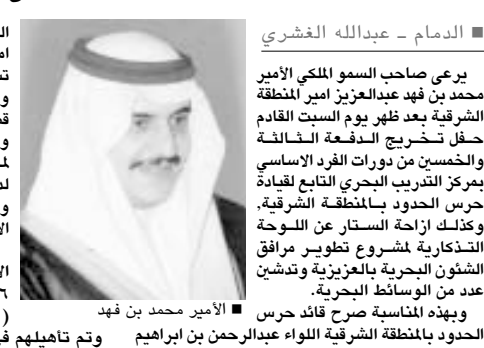 ■ الدمام ــ عبدالله الغشري
يرعى صاحب السمو الملكي الأمير
محمد بن فهد عبدالعزيز امير المنطقة
الشرقية بعد ظهر يوم السبت القادم
حفل تخريج الدفعة الثالثة
والخمسين من دورات الفرد الاساسي
بمركز التدريب البحري التابع لقيادة
حرس الحدود بالمنطقة الشرقية,
وكذلك ازاحة الستار عن اللوحة
التذكارية لمشروع تطوير مرافق
الشئون البحرية بالعزيزية وتدشين
عدد من الوسائط البحرية.
وبهذه المناسبة صرح قائد حرس
الحدود بالمنطقة الشرقية اللواء عبدالرحمن بن ابراهيم
■ الأمير محمد بن فهد
وتم تأهيلهم في